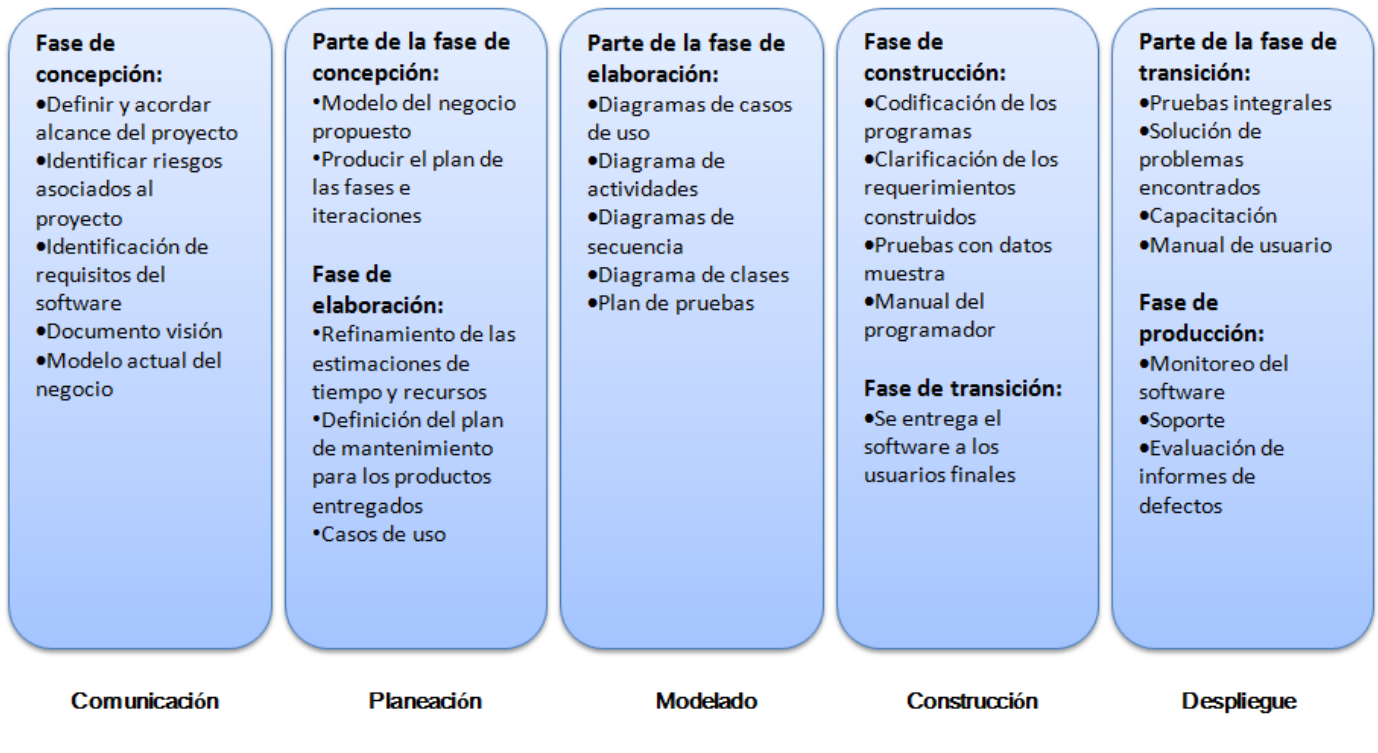 Fase de
concepción:
•Definir y acordar
alcance del proyecto
•Identificar riesgos
asociados al
proyecto
•Identificación de
requisitos del
software
•Documento visión
•Modelo actual del
negocio
Parte de la fase de
concepción:
•Modelo del negocio
propuesto
•Producir el plan de
las fases e
iteraciones
Fase de
elaboración:
•Refinamiento de las
estimaciones de
tiempo y recursos
•Definición del plan
de mantenimiento
para los productos
entregados
•Casos de uso
Parte de la fase de
elaboración:
•Diagramas de casos
de uso
•Diagrama de
actividades
•Diagramas de
secuencia
•Diagrama de clases
•Plan de pruebas
Fase de
construcción:
•Codificación de los
programas
•Clarificación de los
requerimientos
construidos
•Pruebas con datos
muestra
•Manual del
programador
Fase de transición:
•Se entrega el
software a los
usuarios finales
Parte de la fase de
transición:
•Pruebas integrales
•Solución de
problemas
encontrados
•Capacitación
•Manual de usuario
Fase de
producción:
•Monitoreo del
software
•Soporte
•Evaluación de
informes de
defectos
Comunicación
Planeación
Modelado
Construcción
Despliegue